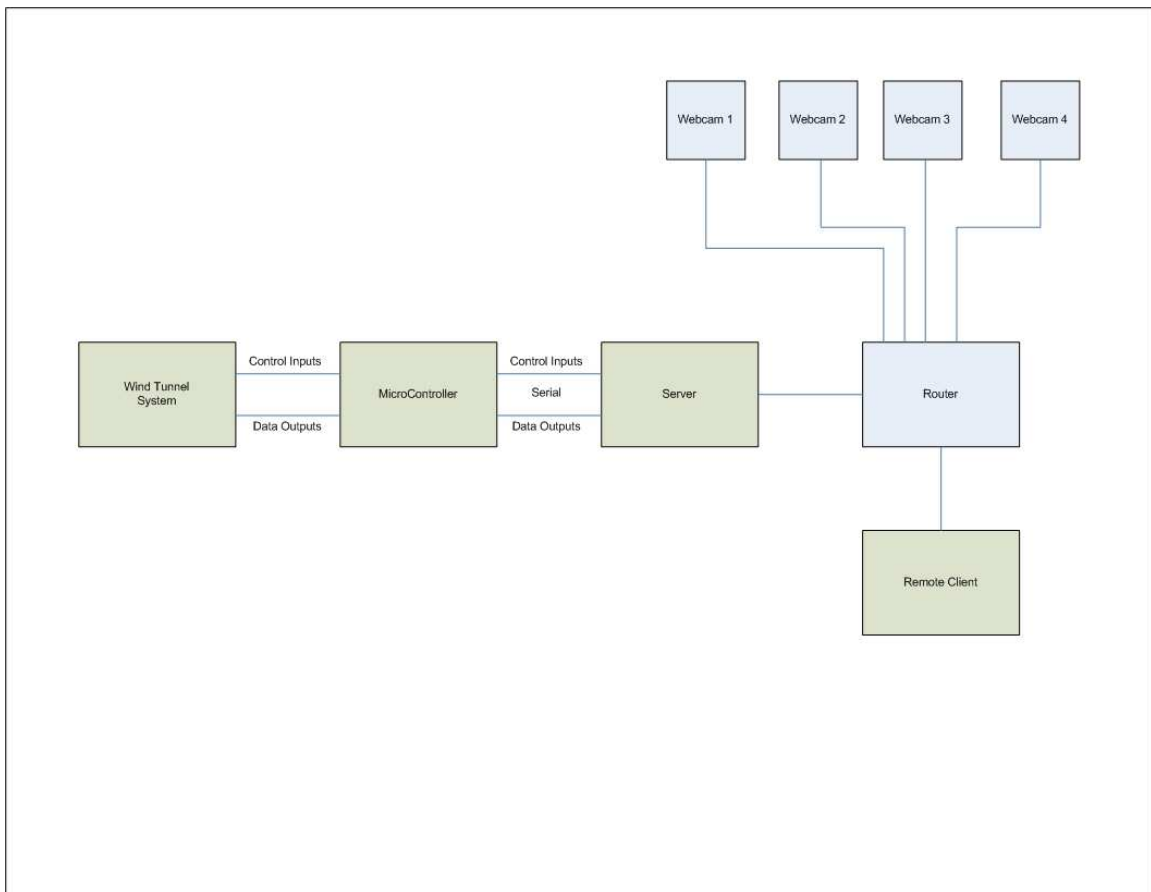 Webcam 1
Webcam 2
Webcam 3
Webcam 4
Wind Tunnel
System
Control Inputs
Data Outputs
MicroController
Control Inputs
Serial
Data Outputs
Server
Router
Remote Client